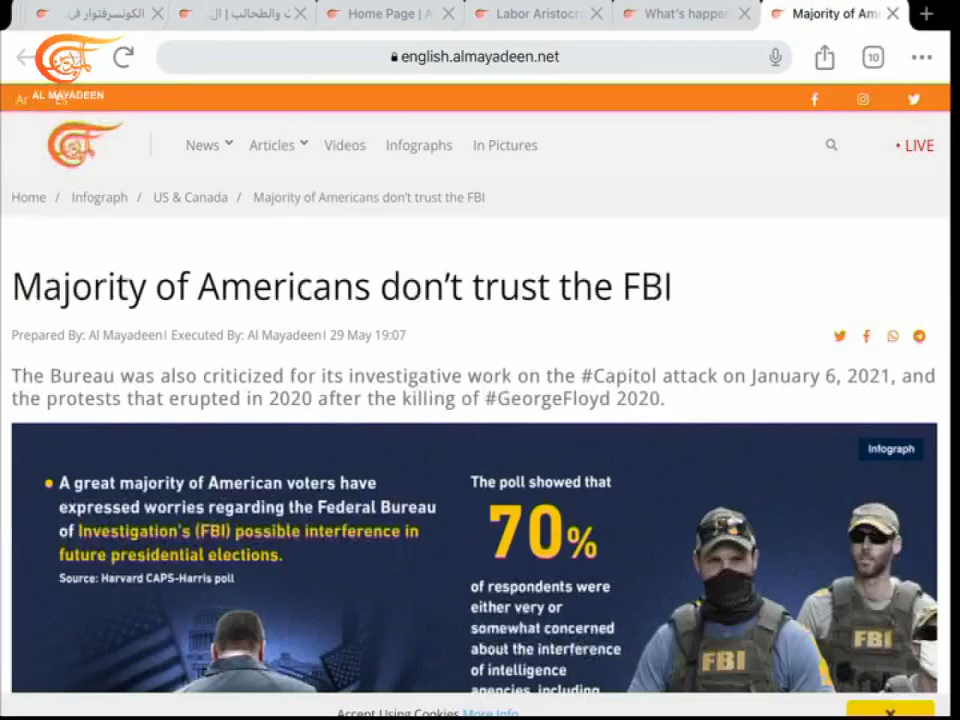 الكونسرفتوار في
ت والطحالب | ال
Home Page | A
Labor Aristocr
What's happen
Majority of Am
english.almayadeen.net
10
AL MAYADEEN
Ar Es
News Articles Videos Infographs In Pictures
• LIVE
Home / Infograph / US & Canada / Majority of Americans don't trust the FBI
Majority of Americans don't trust the FBI
Prepared By: Al Mayadeen| Executed By: Al Mayadeen| 29 May 19:07
The Bureau was also criticized for its investigative work on the #Capitol attack on January 6, 2021, and
the protests that erupted in 2020 after the killing of #GeorgeFloyd 2020.
Infograph
A great majority of American voters have
expressed worries regarding the Federal Bureau
of Investigation's (FBI) possible interference in
future presidential elections.
Source: Harvard CAPS-Harris poll
The poll showed that
70%
of respondents were
either very or
somewhat concerned
about the interference
of intelligence
agencies, including
FBI
FBI
Accept Using Cookies More Info